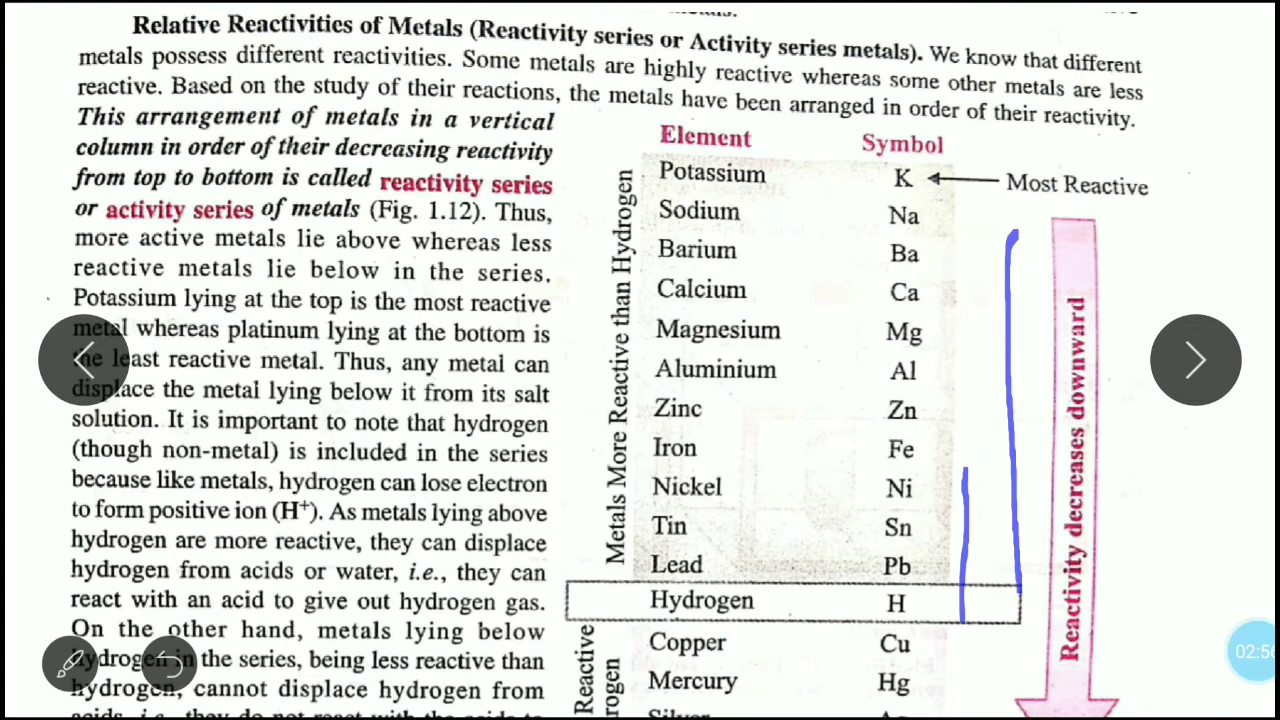 Relative Reactivities of Metals (Reactivity series or Activity series metals). We know that different
metals possess different reactivities. Some metals are highly reactive whereas some other metals are less
reactive. Based on the study of their reactions, the metals have been arranged in order of their reactivity.
This arrangement of metals in a vertical
column in order of their decreasing reactivity
from top to bottom is called reactivity series
or activity series of metals (Fig. 1.12). Thus,
more active metals lie above whereas less
reactive metals lie below in the series.
Potassium lying at the top is the most reactive
metal whereas platinum lying at the bottom is
the least reactive metal. Thus, any metal can
displace the metal lying below it from its salt
solution. It is important to note that hydrogen
(though non-metal) is included in the series
because like metals, hydrogen can lose electron
to form positive ion (H⁺). As metals lying above
hydrogen are more reactive, they can displace
hydrogen from acids or water, i.e., they can
react with an acid to give out hydrogen gas.
On the other hand, metals lying below
hydrogen in the series, being less reactive than
hydrogen, cannot displace hydrogen from
Element Symbol
Potassium K Most Reactive
Sodium Na
Barium Ba
Calcium Ca
Magnesium Mg
Aluminium Al
Zinc Zn
Iron Fe
Nickel Ni
Tin Sn
Lead Pb
Hydrogen H
Copper Cu
Mercury Hg
Metals More Reactive than Hydrogen
Reactive
rogen
Reactivity decreases downward
02:56